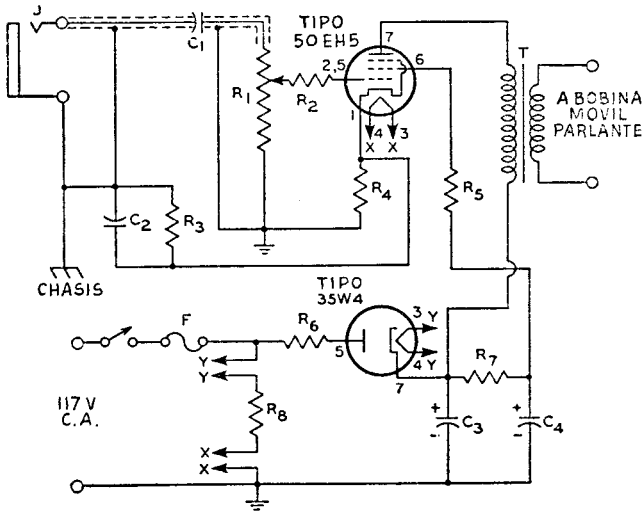 J
C1
TIPO
50EH5
7
2,5
6
R1
R2
1
4
3
X X
T
A BOBINA
MOVIL
PARLANTE
R4
R5
C2
R3
CHASIS
TIPO
35W4
F
R6
5
3 Y
4 Y
7
R7
Y
Y
R8
117 V
C.A.
X
X
+
-
C3
+
-
C4